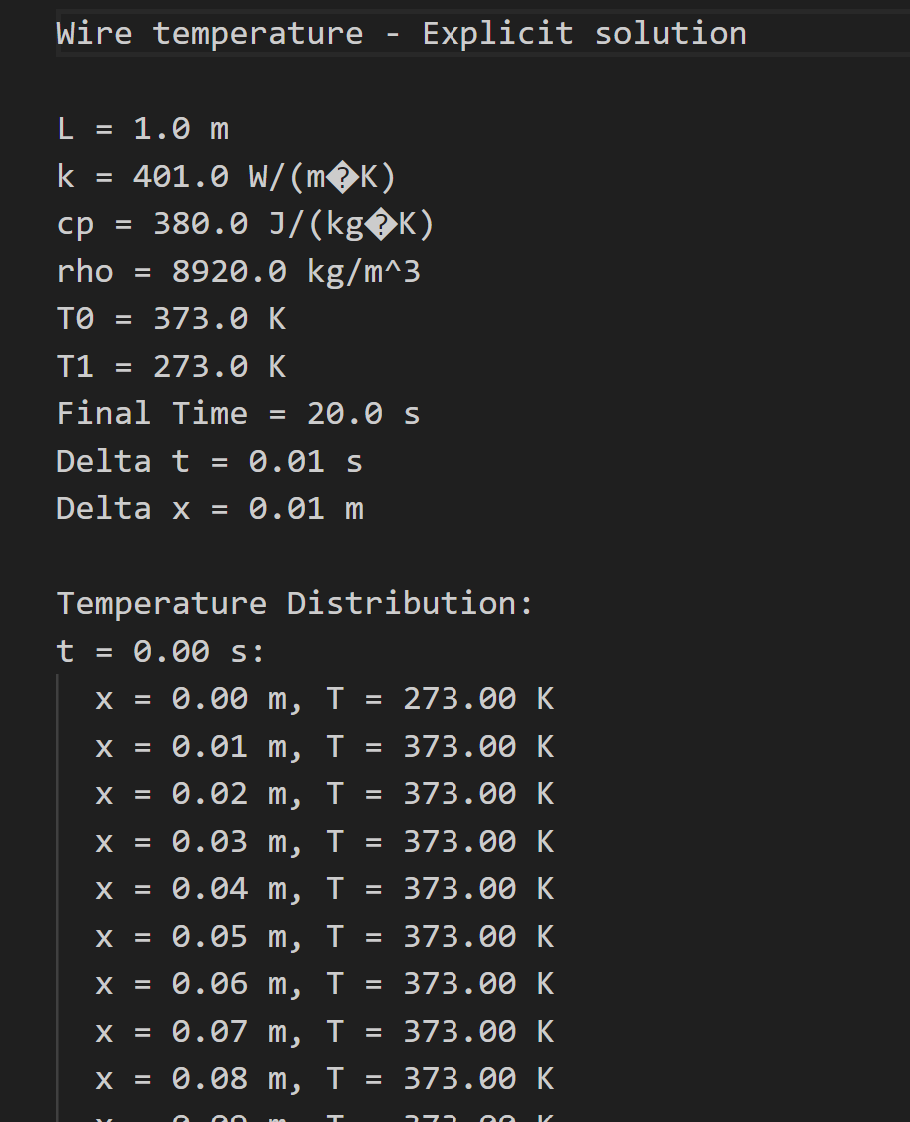 Wire temperature - Explicit solution
L = 1.0 m
k = 401.0 W/(m�K)
cp = 380.0 J/(kg�K)
rho = 8920.0 kg/m^3
T0 = 373.0 K
T1 = 273.0 K
Final Time = 20.0 s
Delta t = 0.01 s
Delta x = 0.01 m
Temperature Distribution:
t = 0.00 s:
x = 0.00 m, T = 273.00 K
x = 0.01 m, T = 373.00 K
x = 0.02 m, T = 373.00 K
x = 0.03 m, T = 373.00 K
x = 0.04 m, T = 373.00 K
x = 0.05 m, T = 373.00 K
x = 0.06 m, T = 373.00 K
x = 0.07 m, T = 373.00 K
x = 0.08 m, T = 373.00 K